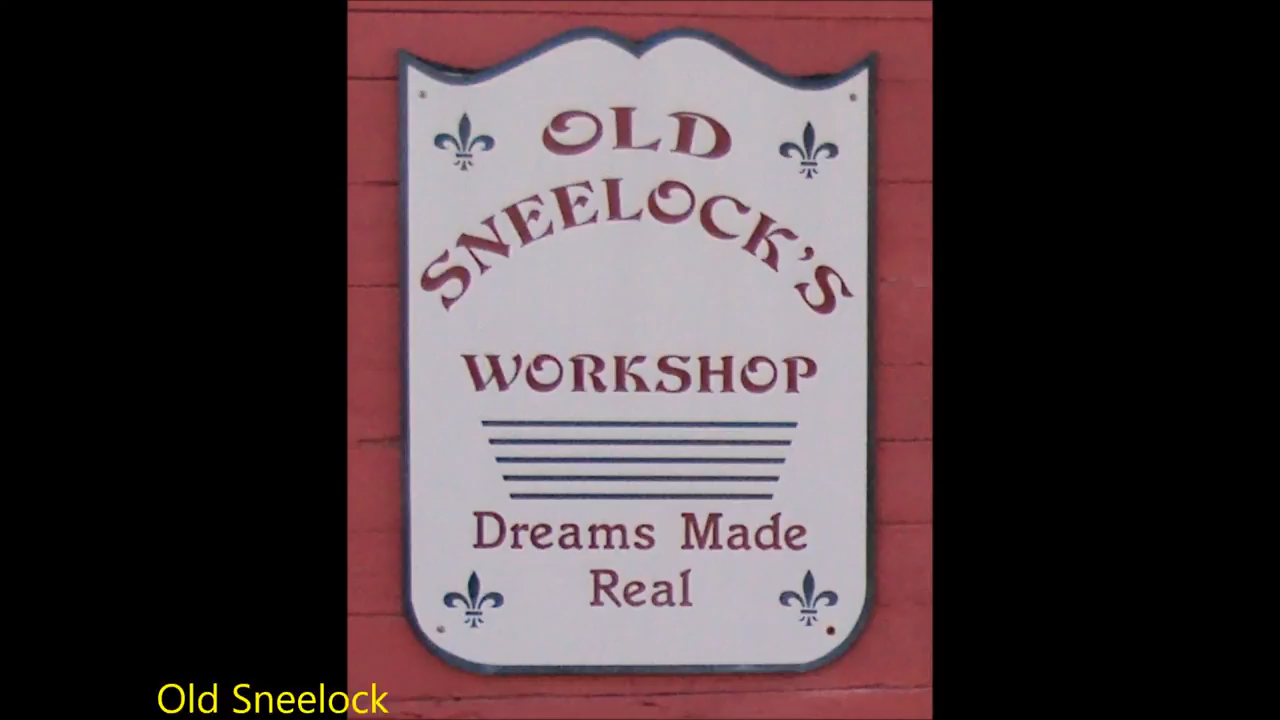 OLD
SNEELOCK'S
WORKSHOP
Dreams Made
Real
Old Sneelock